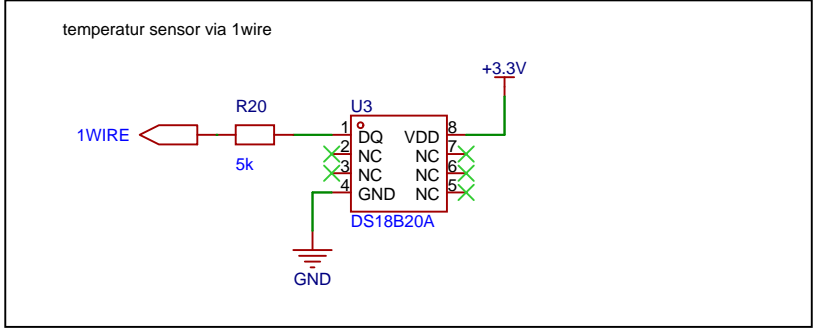 temperatur sensor via 1wire
+3.3V
R20
U3
1WIRE
5k
1 DQ VDD 8
2 NC NC 7
3 NC NC 6
4 GND NC 5
DS18B20A
GND